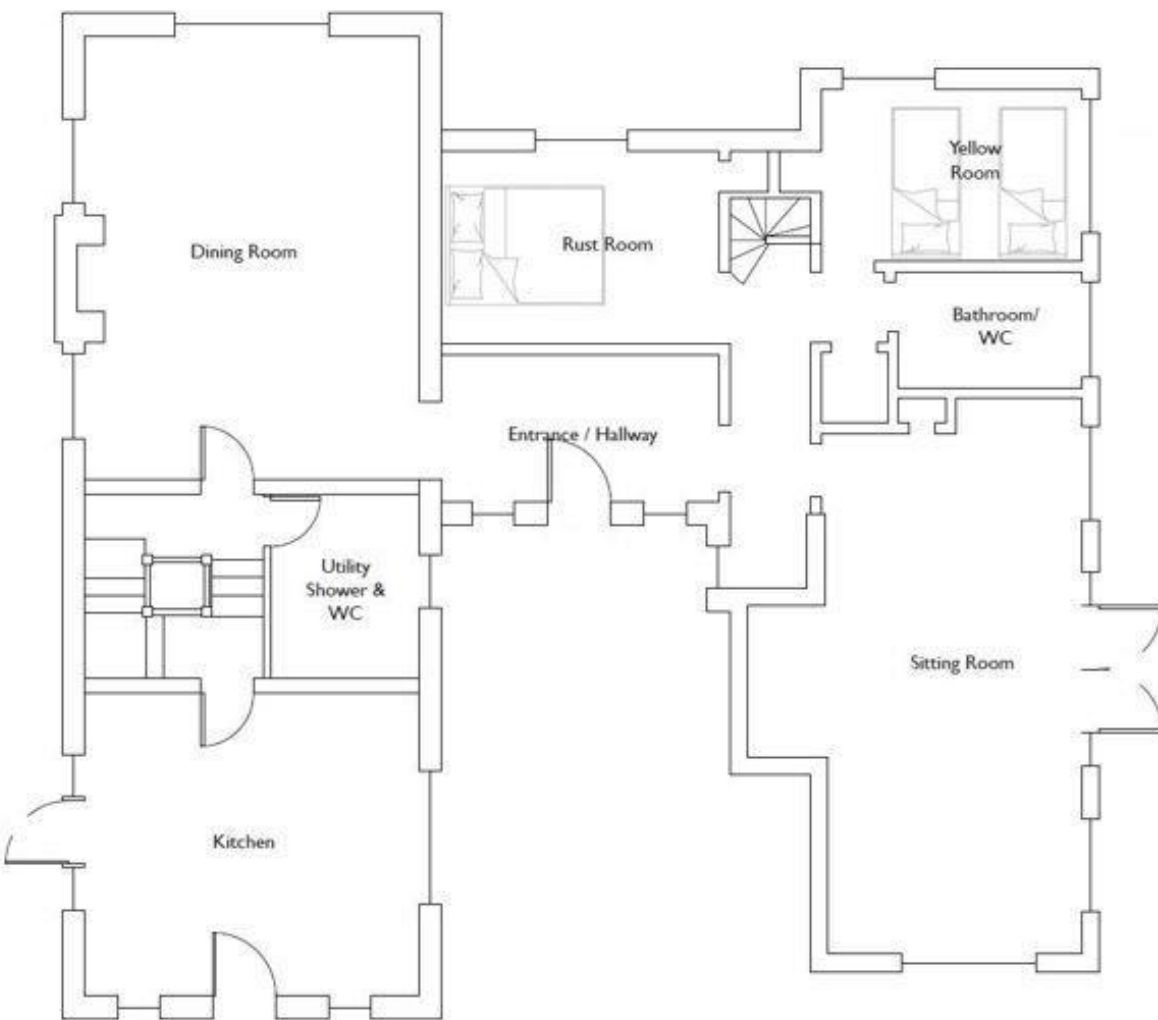 Yellow
Room
Dining Room
Rust Room
Bathroom/
WC
Entrance / Hallway
Utility
Shower &
WC
Sitting Room
Kitchen